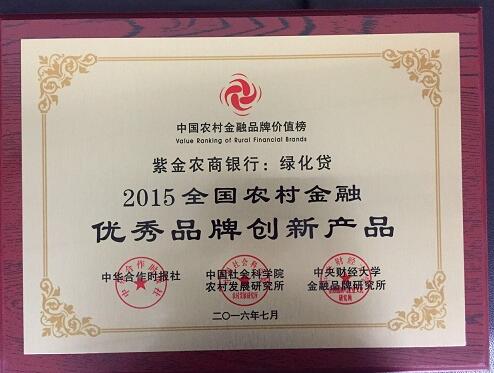 中国农村金融品牌价值榜
Value Ranking of Rural Financial Brands
紫金农商银行：绿化贷
2015全国农村金融
优秀品牌创新产品
中华合作时报社
中国社会科学院 中央财经大学
农村发展研究所 金融品牌研究所
二〇一六年七月